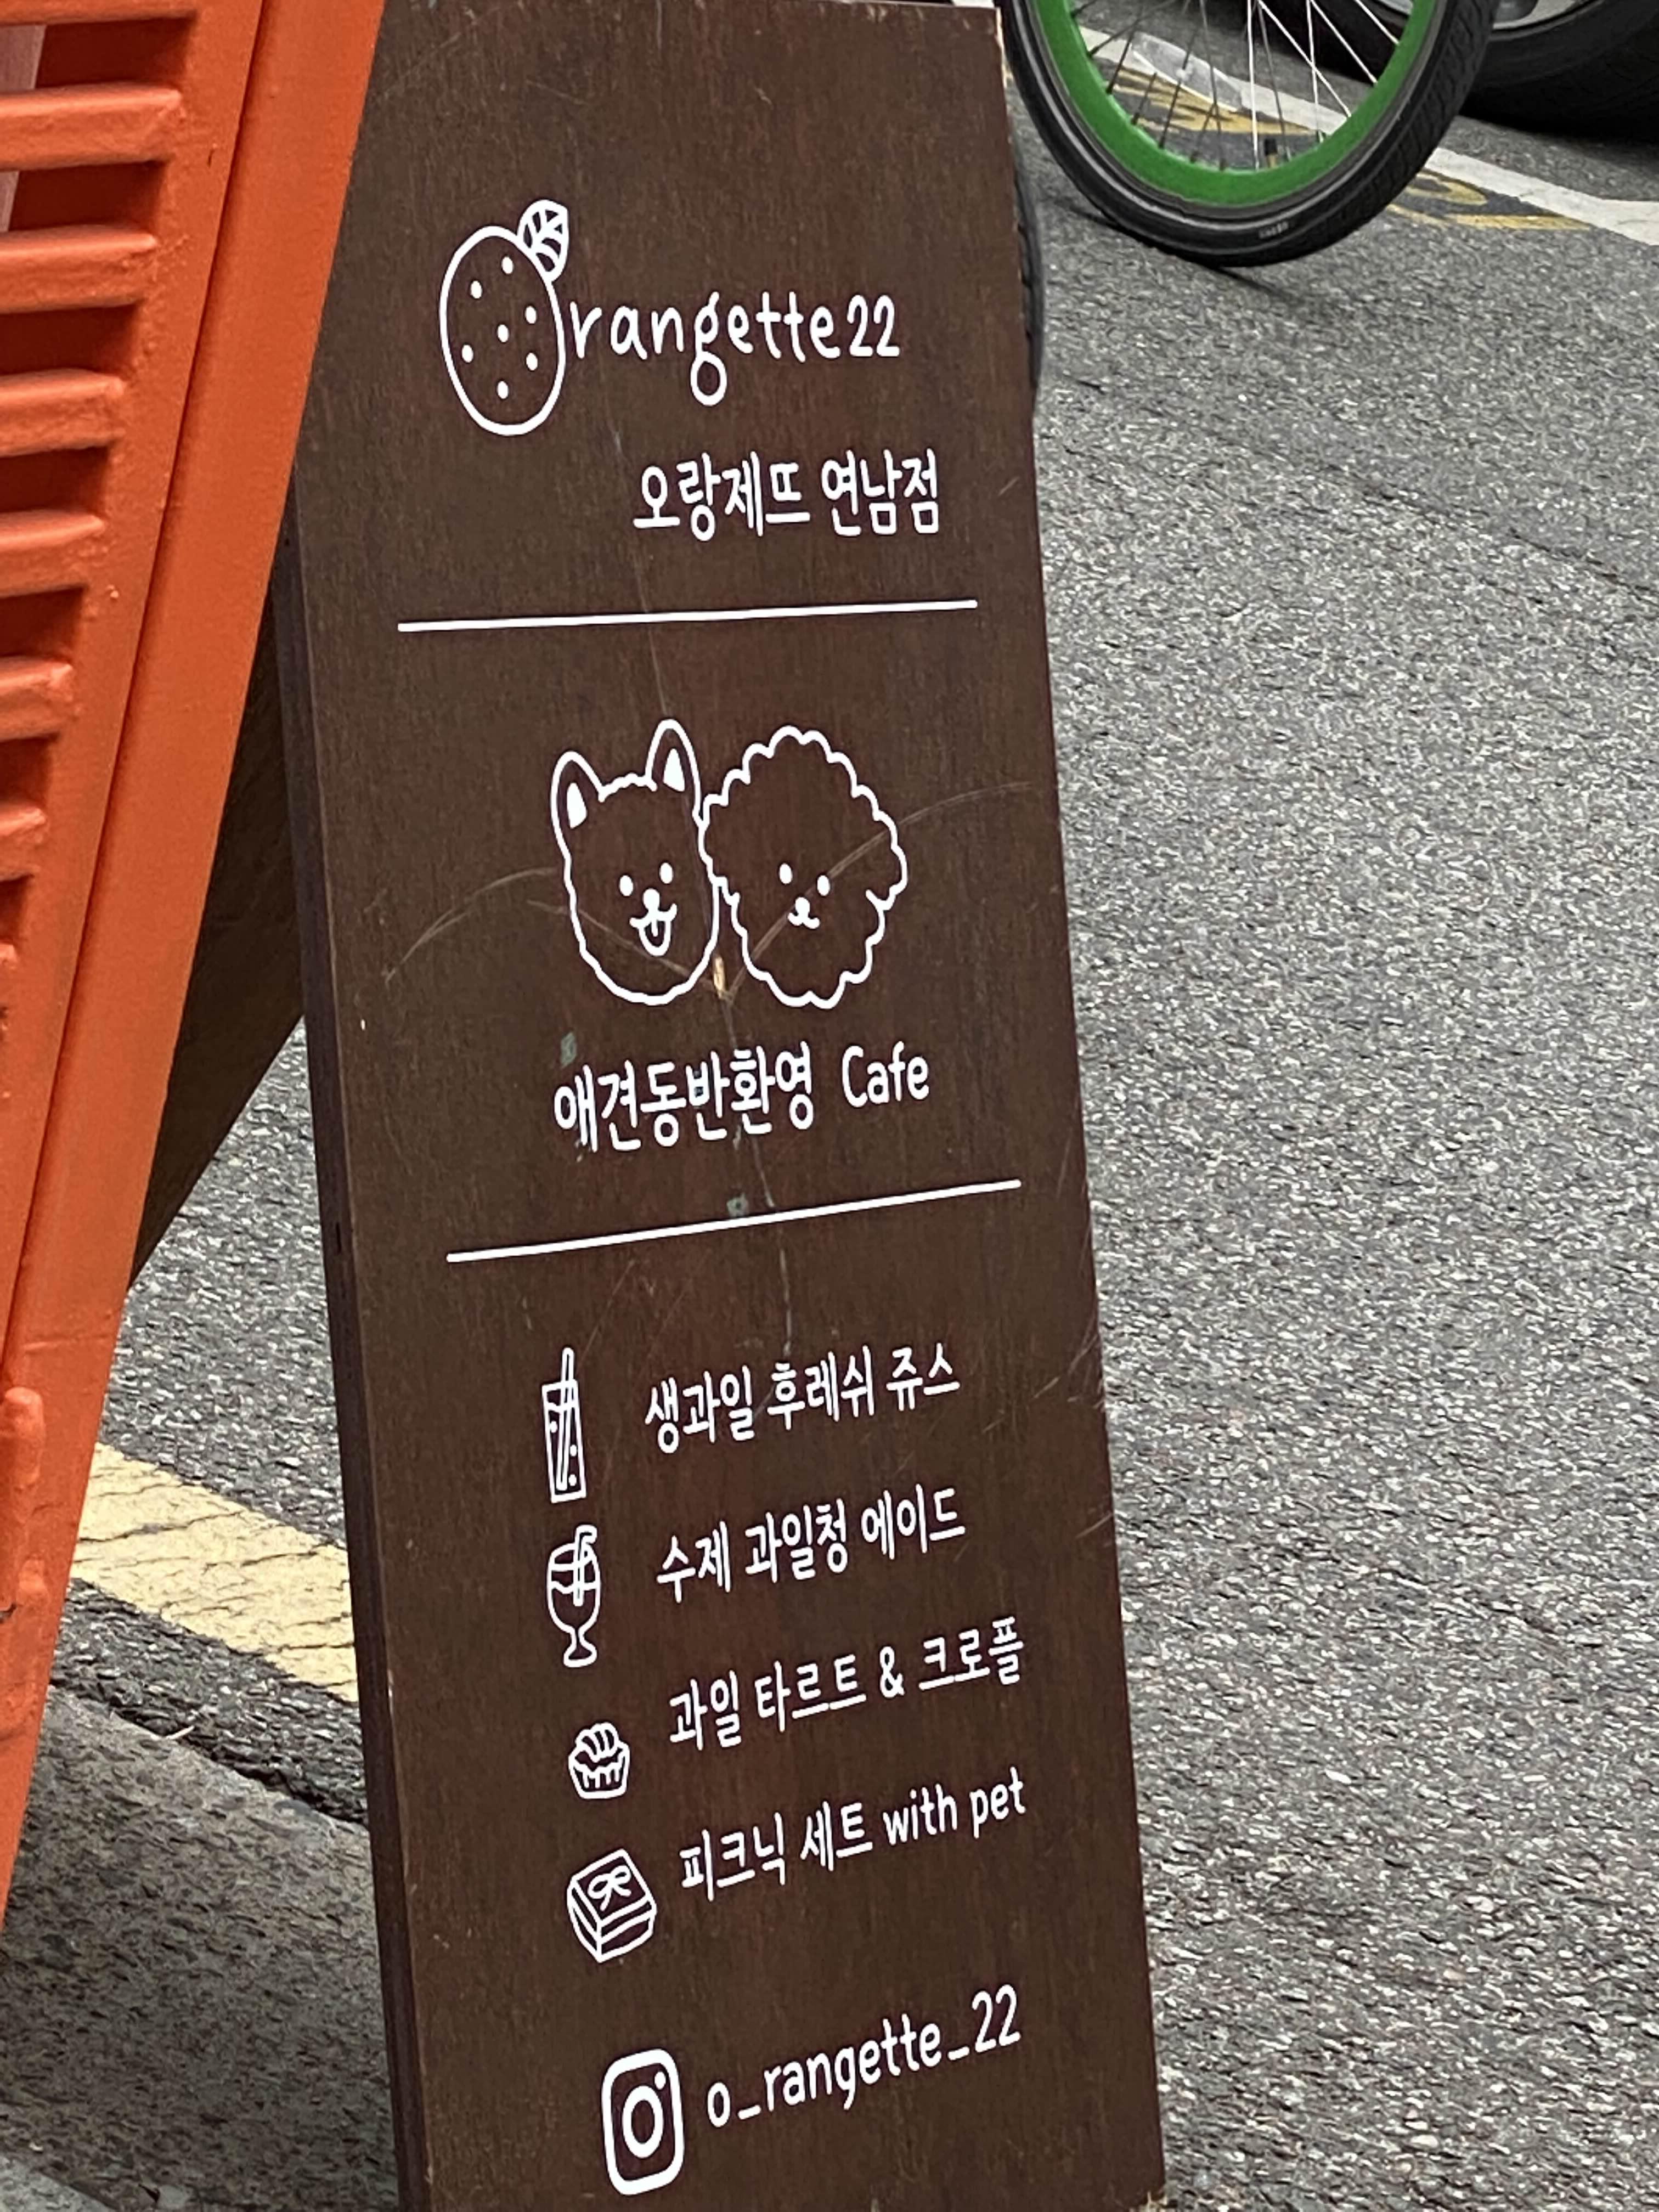 Orangette22
오랑제뜨 연남점
애견동반환영 Cafe
생과일 후레쉬 쥬스
수제 과일청 에이드
과일 타르트 & 크로플
피크닉 세트 with pet
o_rangette_22